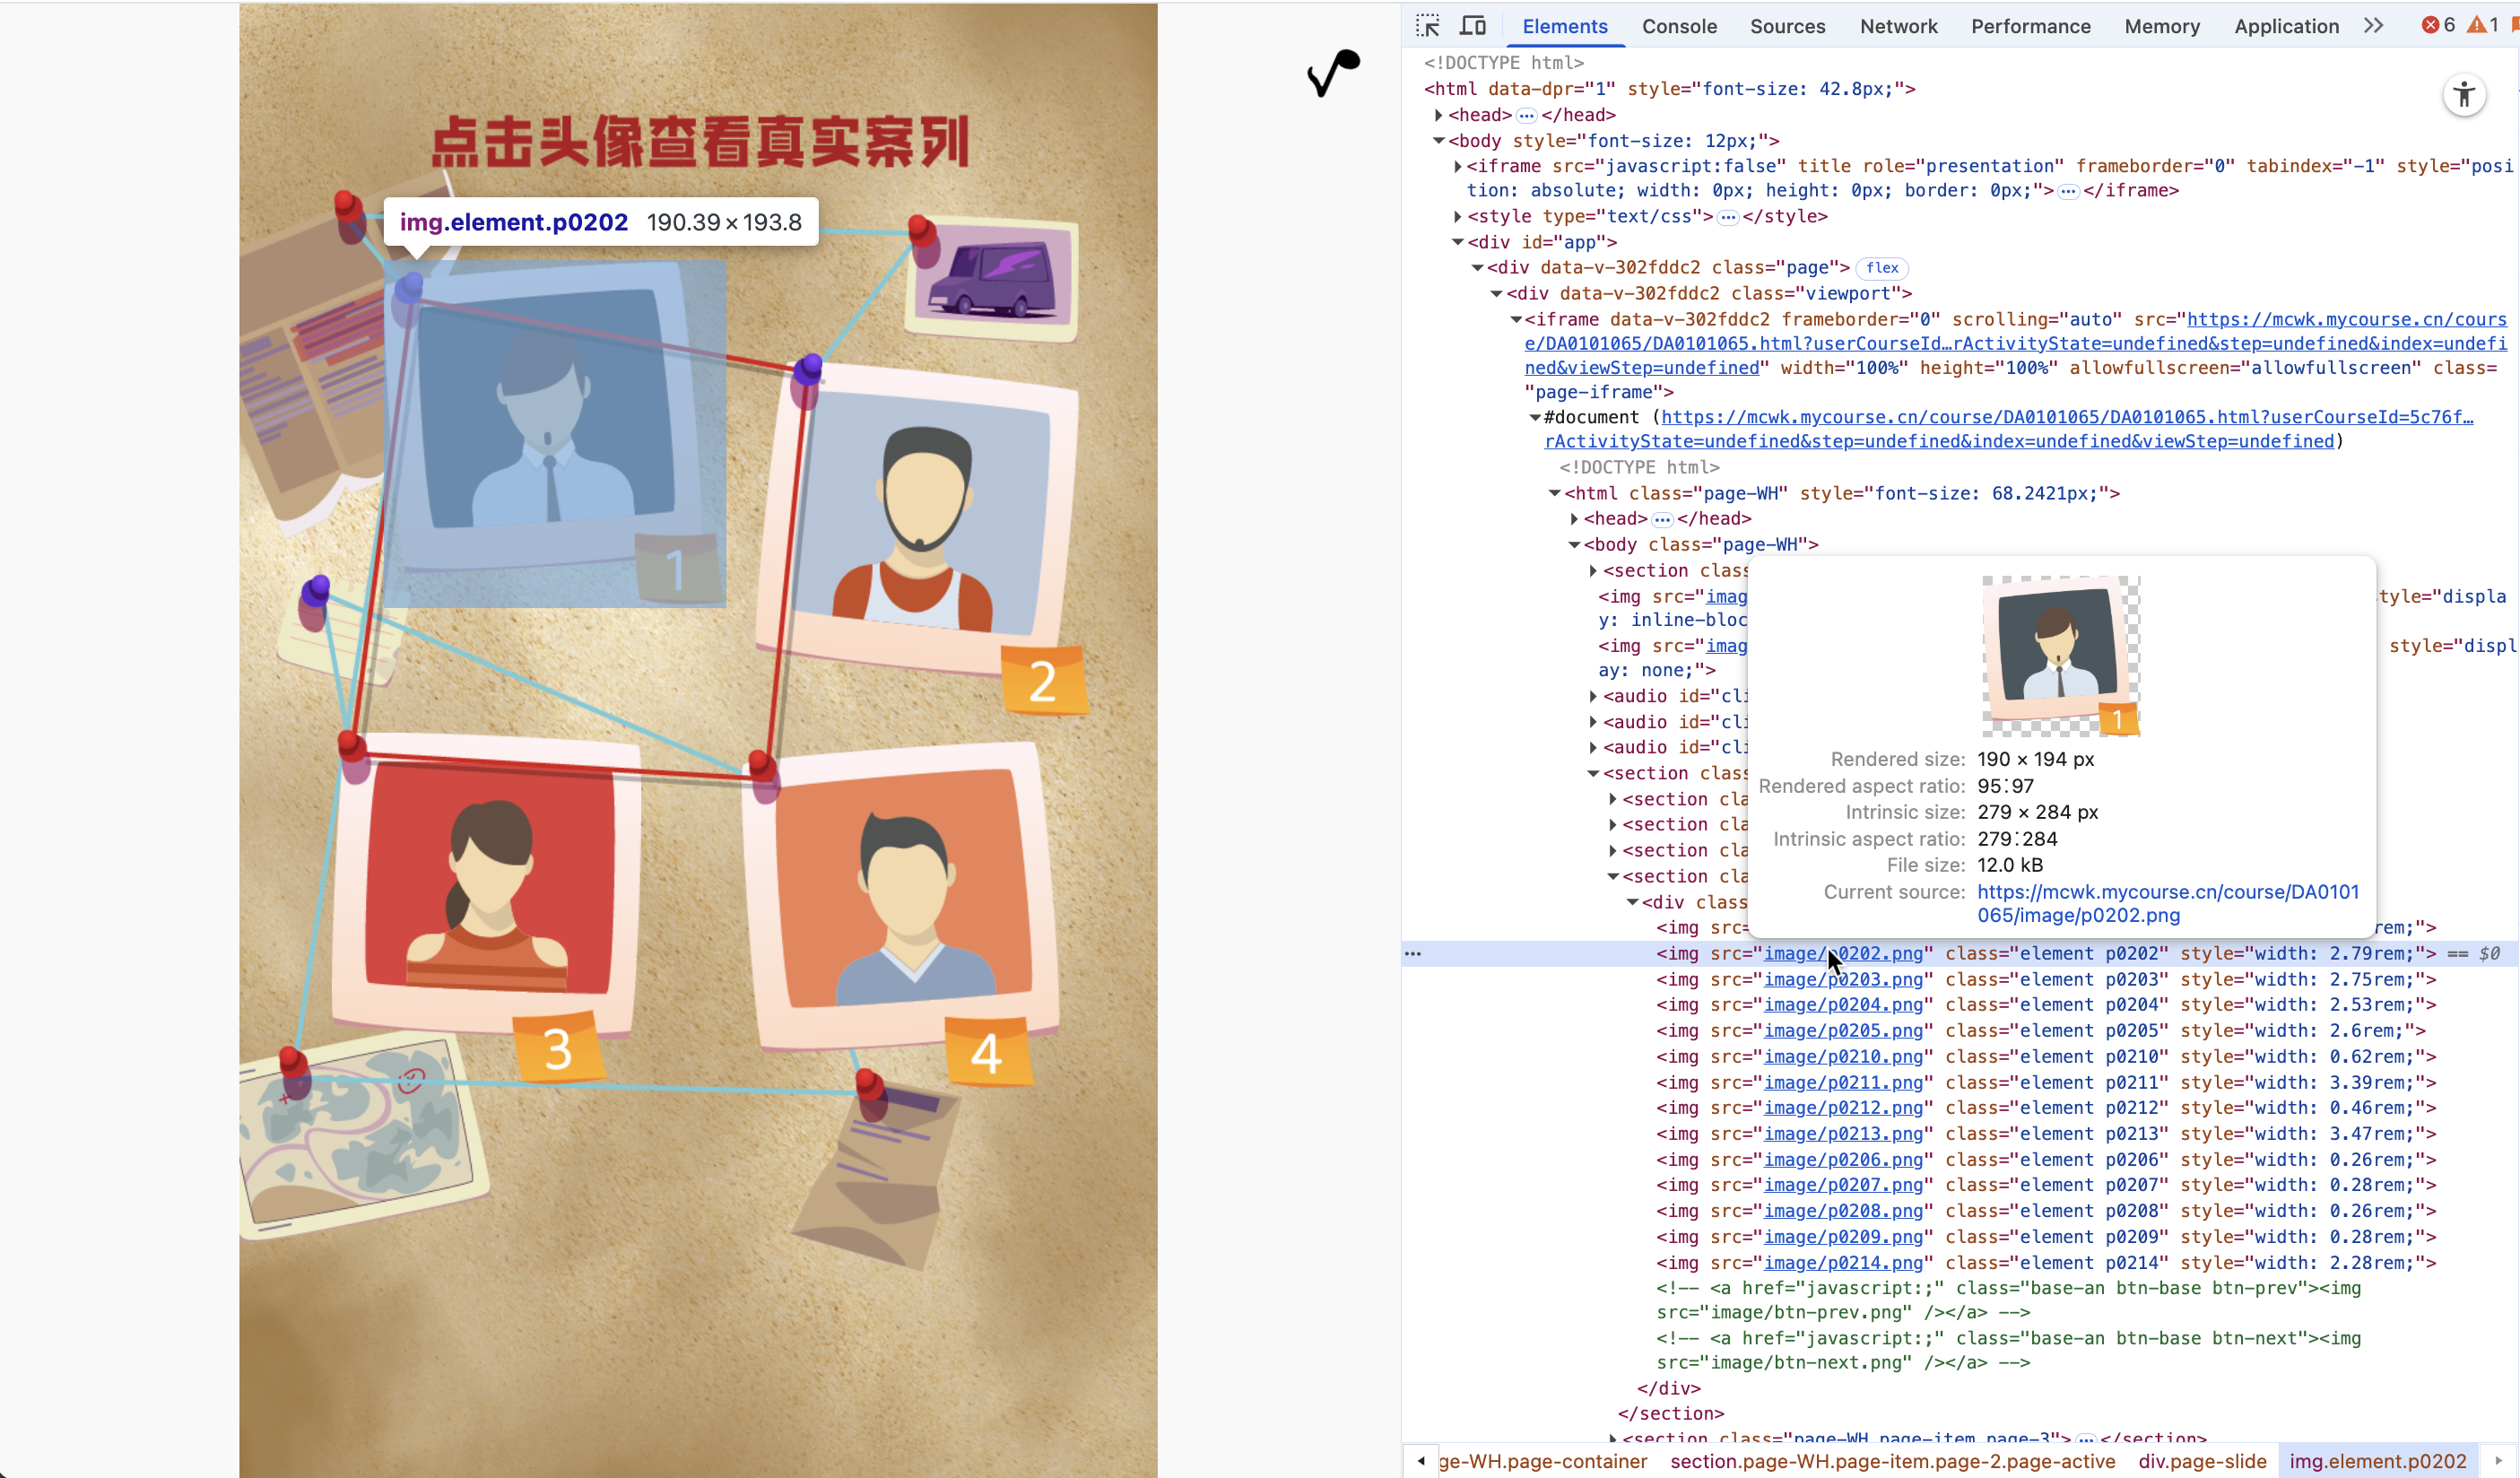 点击头像查看真实案列
img.element.p0202 190.39×193.8
1
2
3
4
Elements Console Sources Network Performance Memory Application 6 1
<!DOCTYPE html>
<html data-dpr="1" style="font-size: 42.8px;">
<head> ⋯ </head>
<body style="font-size: 12px;">
<iframe src="javascript:false" title role="presentation" frameborder="0" tabindex="-1" style="posi
tion: absolute; width: 0px; height: 0px; border: 0px;"> ⋯ </iframe>
<style type="text/css"> ⋯ </style>
<div id="app">
<div data-v-302fddc2 class="page"> flex
<div data-v-302fddc2 class="viewport">
<iframe data-v-302fddc2 frameborder="0" scrolling="auto" src="https://mcwk.mycourse.cn/cours
e/DA0101065/DA0101065.html?userCourseId…rActivityState=undefined&step=undefined&index=undefi
ned&viewStep=undefined" width="100%" height="100%" allowfullscreen="allowfullscreen" class=
"page-iframe">
#document (https://mcwk.mycourse.cn/course/DA0101065/DA0101065.html?userCourseId=5c76f…
rActivityState=undefined&step=undefined&index=undefined&viewStep=undefined)
<!DOCTYPE html>
<html class="page-WH" style="font-size: 68.2421px;">
<head> ⋯ </head>
<body class="page-WH">
<section clas
<img src="imag tyle="displa
y: inline-bloc
<img src="imag style="displ
ay: none;">
<audio id="cli
<audio id="cli
<audio id="cli
<section clas
<section cla
<section cla
<section cla
<section cla
<div class
<img src= rem;">
1
Rendered size: 190 × 194 px
Rendered aspect ratio: 95∶97
Intrinsic size: 279 × 284 px
Intrinsic aspect ratio: 279∶284
File size: 12.0 kB
Current source: https://mcwk.mycourse.cn/course/DA0101
065/image/p0202.png
<img src="image/p0202.png" class="element p0202" style="width: 2.79rem;"> == $0
<img src="image/p0203.png" class="element p0203" style="width: 2.75rem;">
<img src="image/p0204.png" class="element p0204" style="width: 2.53rem;">
<img src="image/p0205.png" class="element p0205" style="width: 2.6rem;">
<img src="image/p0210.png" class="element p0210" style="width: 0.62rem;">
<img src="image/p0211.png" class="element p0211" style="width: 3.39rem;">
<img src="image/p0212.png" class="element p0212" style="width: 0.46rem;">
<img src="image/p0213.png" class="element p0213" style="width: 3.47rem;">
<img src="image/p0206.png" class="element p0206" style="width: 0.26rem;">
<img src="image/p0207.png" class="element p0207" style="width: 0.28rem;">
<img src="image/p0208.png" class="element p0208" style="width: 0.26rem;">
<img src="image/p0209.png" class="element p0209" style="width: 0.28rem;">
<img src="image/p0214.png" class="element p0214" style="width: 2.28rem;">
<!-- <a href="javascript:;" class="base-an btn-base btn-prev"><img
src="image/btn-prev.png" /></a> -->
<!-- <a href="javascript:;" class="base-an btn-base btn-next"><img
src="image/btn-next.png" /></a> -->
</div>
</section>
<section class="page-WH page-item page-3"> ⋯ </section>
ge-WH.page-container section.page-WH.page-item.page-2.page-active div.page-slide img.element.p0202